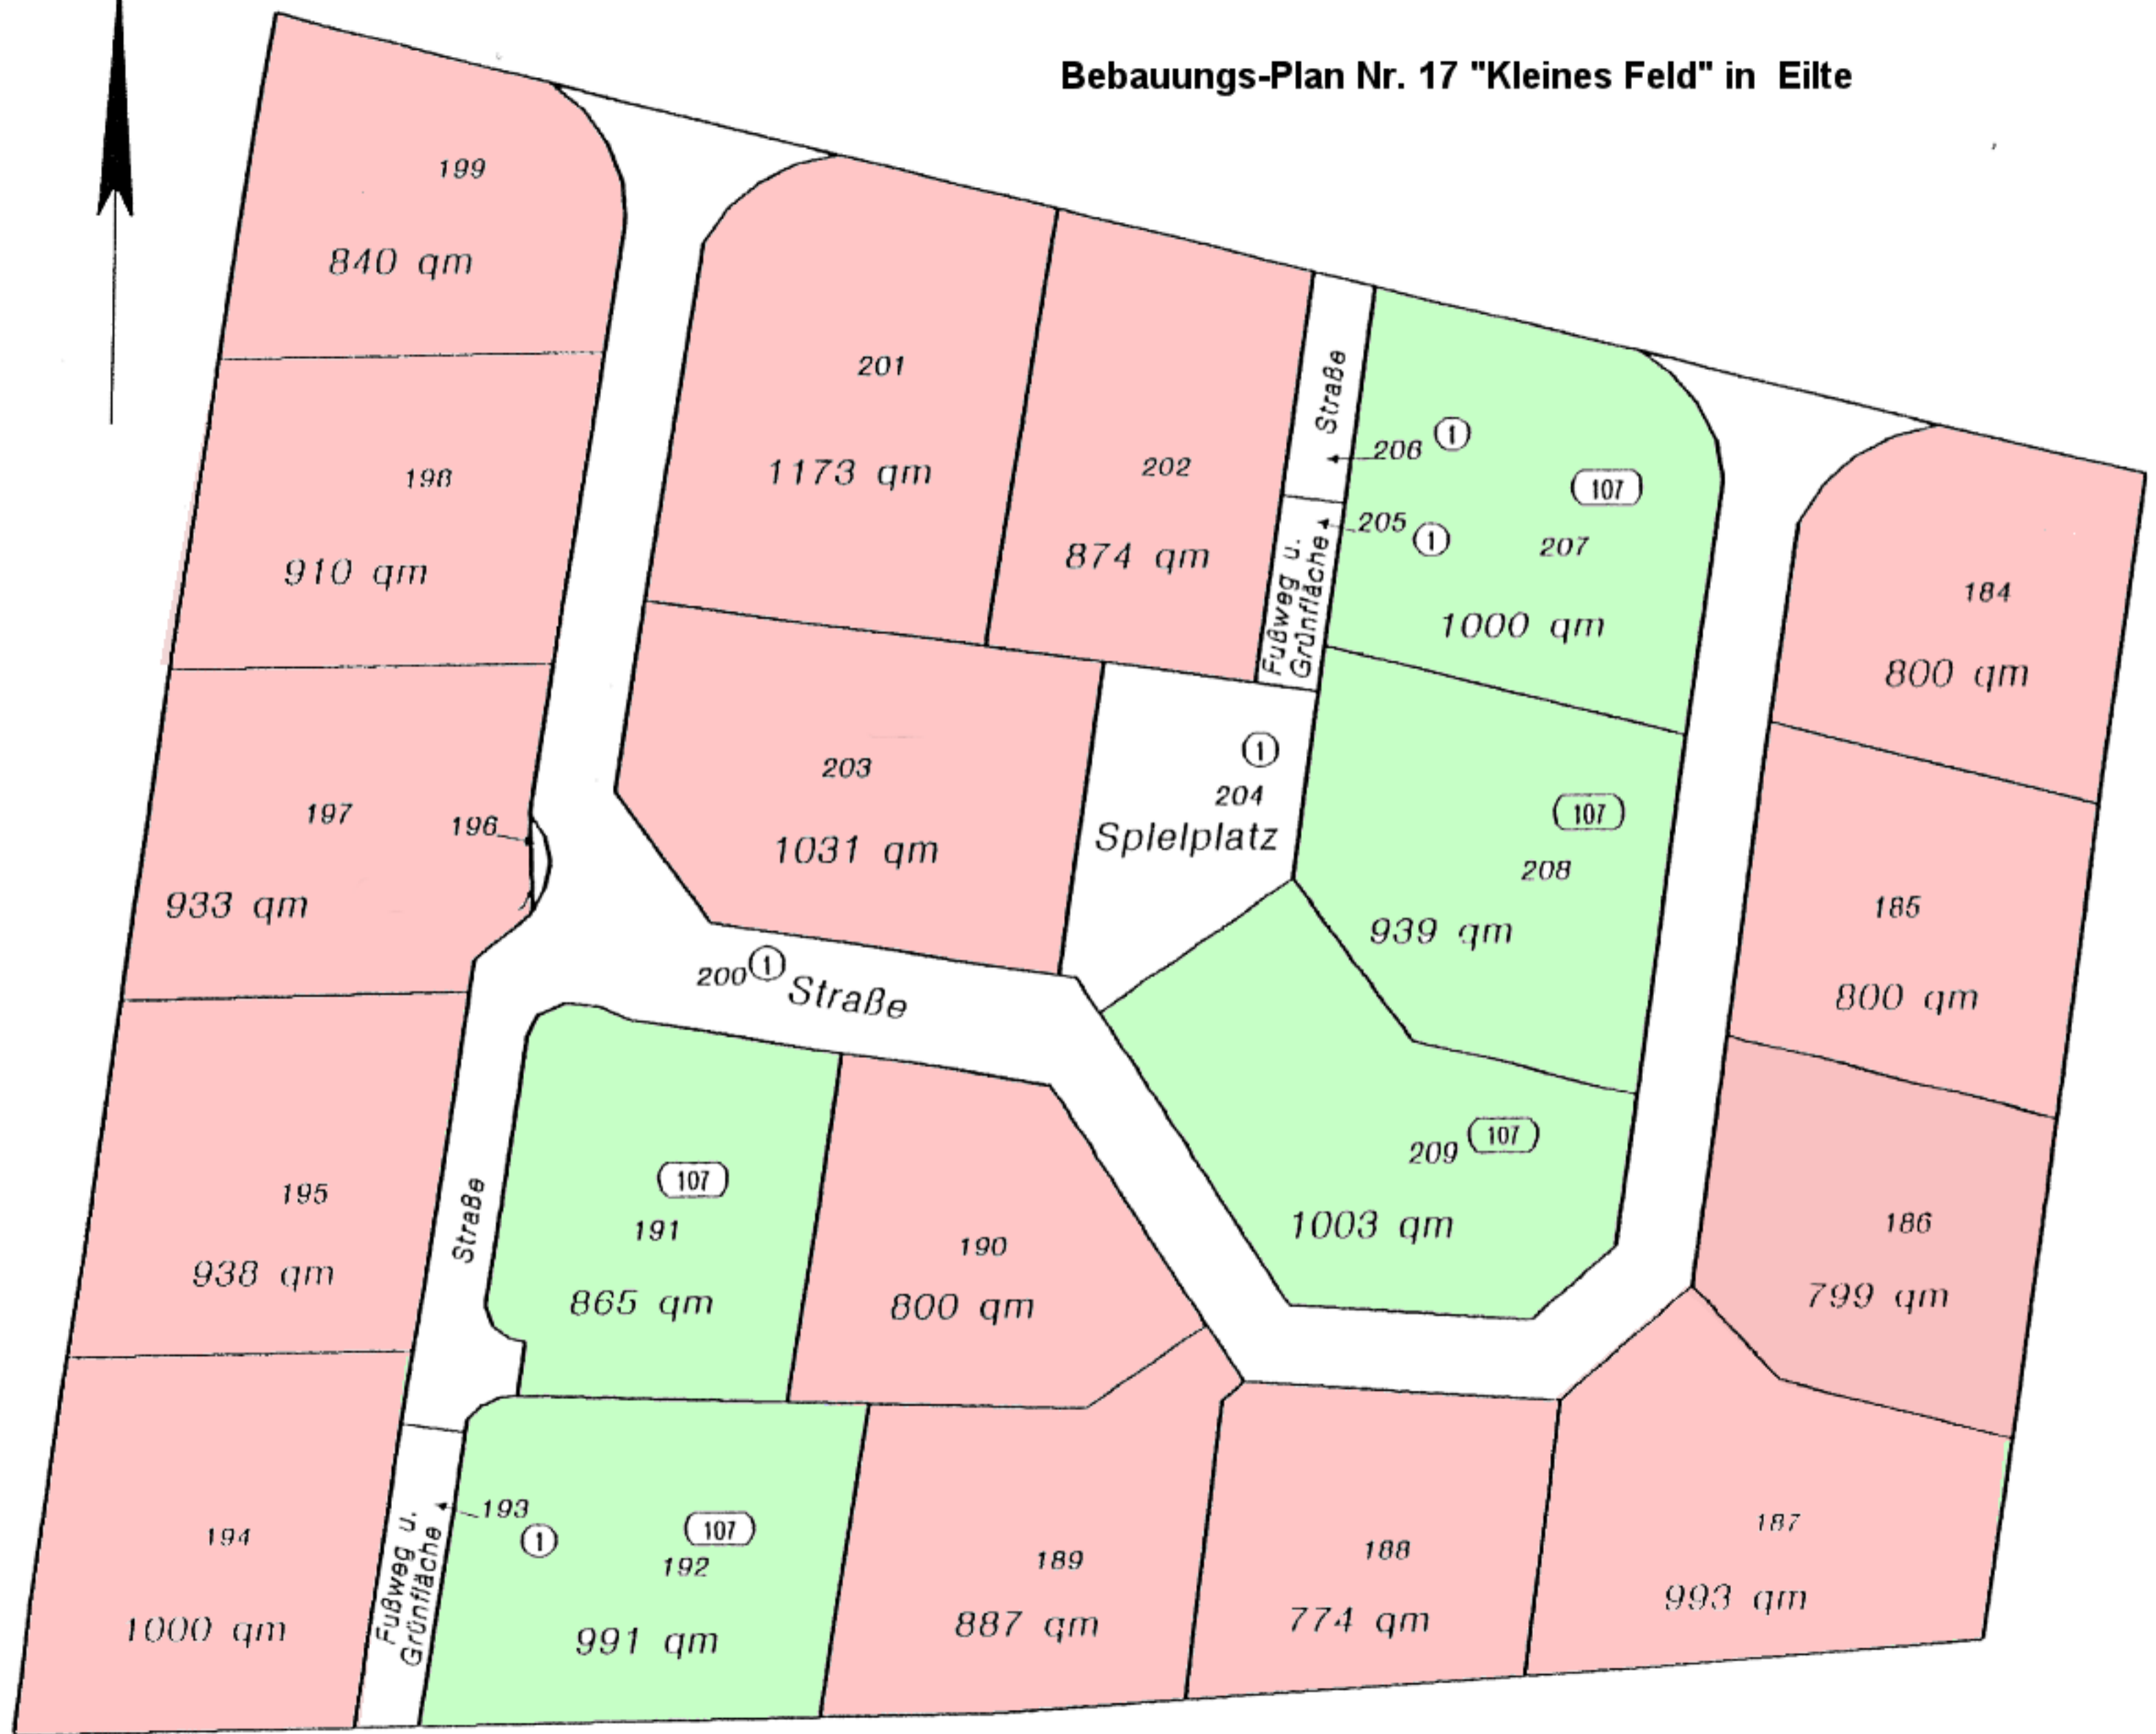 Bebauungs-Plan Nr. 17 "Kleines Feld" in Eilte
199
840 qm
198
910 qm
197
196
933 qm
195
938 qm
194
1000 qm
201
1173 qm
202
874 qm
203
1031 qm
1
204
Splelplatz
Straße
206 1
205 1
Fußweg u.
Grünfläche
107
207
1000 qm
107
208
939 qm
209 107
1003 qm
184
800 qm
185
800 qm
186
799 qm
187
993 qm
188
774 qm
189
887 qm
190
800 qm
200 1 Straße
Straße
107
191
865 qm
193
1
107
192
991 qm
Fußweg u.
Grünfläche